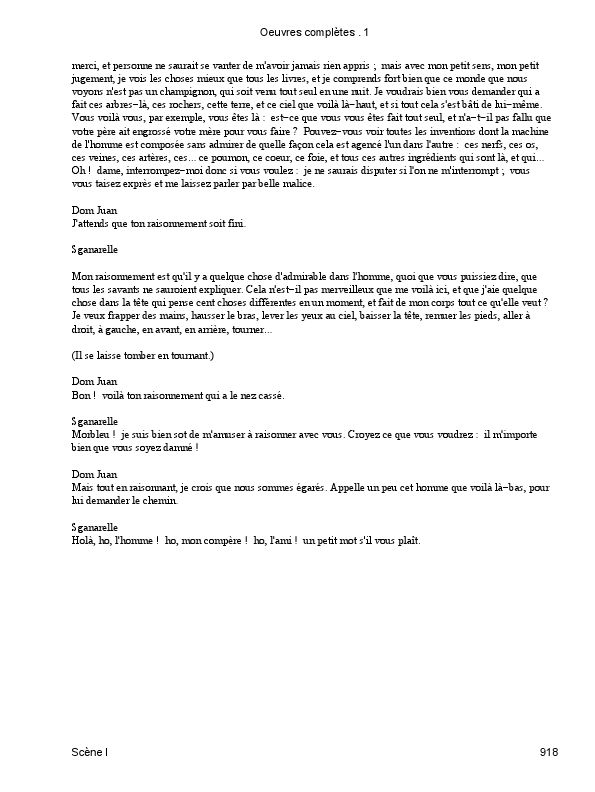 Oeuvres complètes . 1
merci, et personne ne saurait se vanter de m'avoir jamais rien appris ; mais avec mon petit sens, mon petit
jugement, je vois les choses mieux que tous les livres, et je comprends fort bien que ce monde que nous
voyons n'est pas un champignon, qui soit venu tout seul en une nuit. Je voudrais bien vous demander qui a
fait ces arbres-là, ces rochers, cette terre, et ce ciel que voilà là-haut, et si tout cela s'est bâti de lui-même.
Vous voilà vous, par exemple, vous êtes là : est-ce que vous vous êtes fait tout seul, et n'a-t-il pas fallu que
votre père ait engrossé votre mère pour vous faire ? Pouvez-vous voir toutes les inventions dont la machine
de l'homme est composée sans admirer de quelle façon cela est agencé l'un dans l'autre : ces nerfs, ces os,
ces veines, ces artères, ces... ce poumon, ce coeur, ce foie, et tous ces autres ingrédients qui sont là, et qui...
Oh ! dame, interrompez-moi donc si vous voulez : je ne saurais disputer si l'on ne m'interrompt ; vous
vous taisez exprès et me laissez parler par belle malice.
Dom Juan
J'attends que ton raisonnement soit fini.
Sganarelle
Mon raisonnement est qu'il y a quelque chose d'admirable dans l'homme, quoi que vous puissiez dire, que
tous les savants ne sauroient expliquer. Cela n'est-il pas merveilleux que me voilà ici, et que j'aie quelque
chose dans la tête qui pense cent choses différentes en un moment, et fait de mon corps tout ce qu'elle veut ?
Je veux frapper des mains, hausser le bras, lever les yeux au ciel, baisser la tête, remuer les pieds, aller à
droit, à gauche, en avant, en arrière, tourner...
(Il se laisse tomber en tournant.)
Dom Juan
Bon ! voilà ton raisonnement qui a le nez cassé.
Sganarelle
Morbleu ! je suis bien sot de m'amuser à raisonner avec vous. Croyez ce que vous voudrez : il m'importe
bien que vous soyez damné !
Dom Juan
Mais tout en raisonnant, je crois que nous sommes égarés. Appelle un peu cet homme que voilà là-bas, pour
lui demander le chemin.
Sganarelle
Holà, ho, l'homme ! ho, mon compère ! ho, l'ami ! un petit mot s'il vous plaît.
Scène I
918